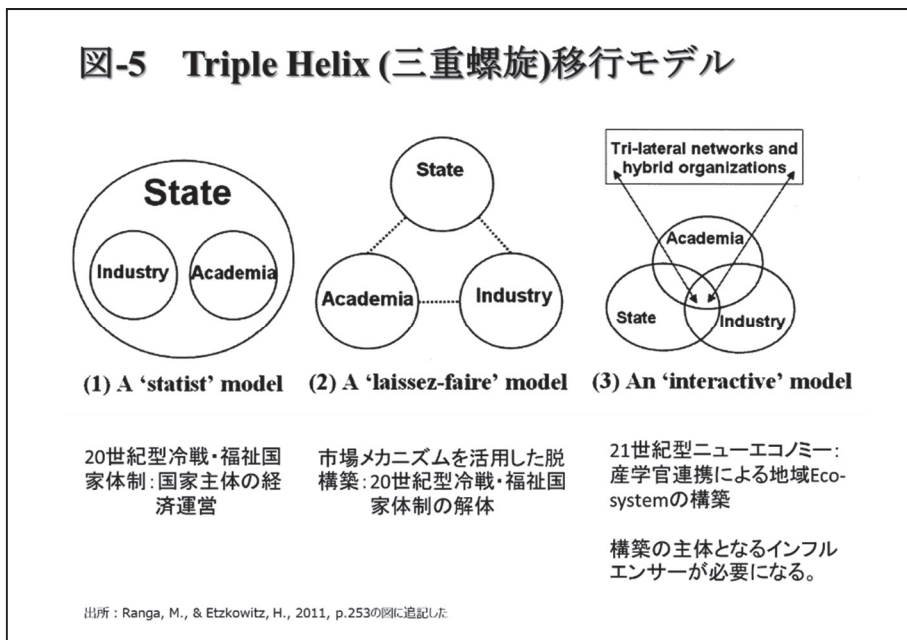 図-5 Triple Helix (三重螺旋)移行モデル
State
Industry
Academia
(1) A ‘statist’ model
20世紀型冷戦・福祉国
家体制：国家主体の経
済運営
State
Academia
Industry
(2) A ‘laissez-faire’ model
市場メカニズムを活用した脱
構築：20世紀型冷戦・福祉国
家体制の解体
Tri-lateral networks and
hybrid organizations
Academia
State
Industry
(3) An ‘interactive’ model
21世紀型ニューエコノミー：
産学官連携による地域Eco-
systemの構築
構築の主体となるインフル
エンサーが必要になる。
出所：Ranga, M., & Etzkowitz, H., 2011, p.253の図に追記した